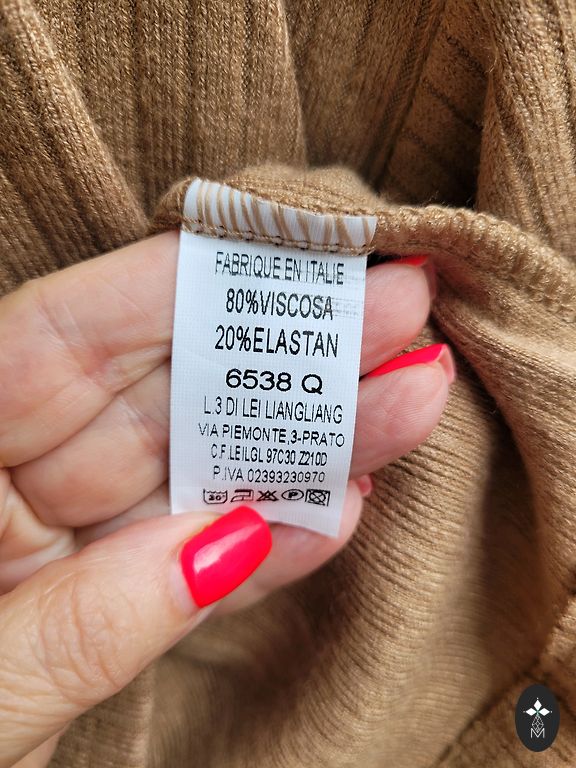 FABRIQUE EN ITALIE
80%VISCOSA
20%ELASTAN
6538 Q
L.3 DI LEI LIANGLIANG
VIA PIEMONTE,3-PRATO
C.F.LEILGL 97C30 Z210D
P.IVA 02393230970
30 P
M